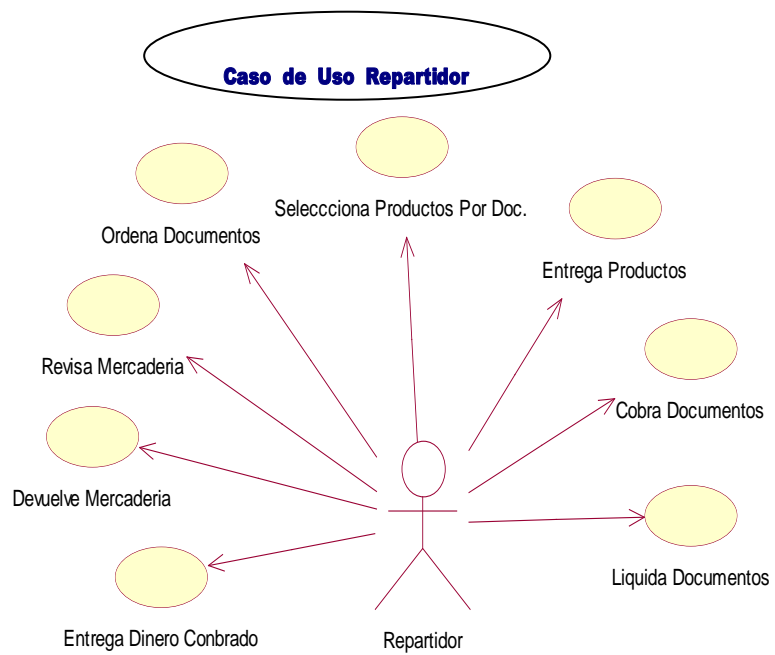 Caso de Uso Repartidor
Seleccciona Productos Por Doc.
Ordena Documentos
Entrega Productos
Revisa Mercaderia
Cobra Documentos
Devuelve Mercaderia
Liquida Documentos
Entrega Dinero Conbrado
Repartidor